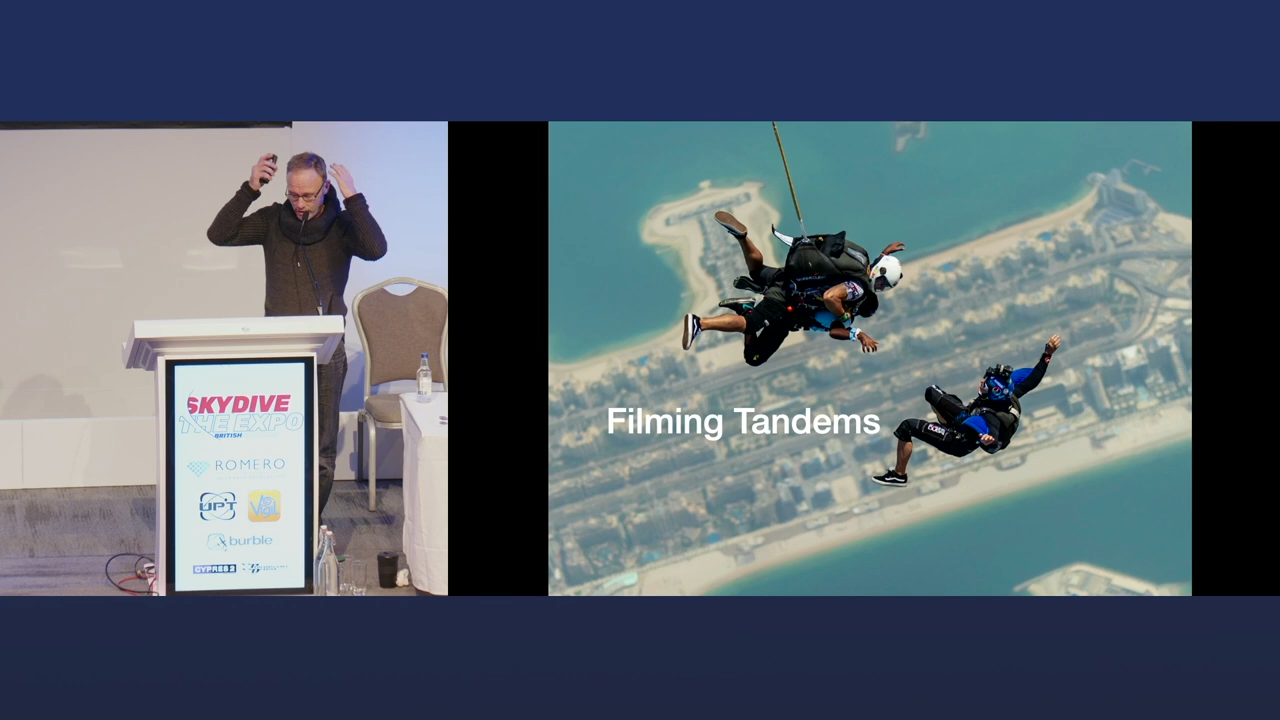 SKYDIVE
THE EXPO
BRITISH
ROMERO
UPT
burble
CYPRES 2
Filming Tandems